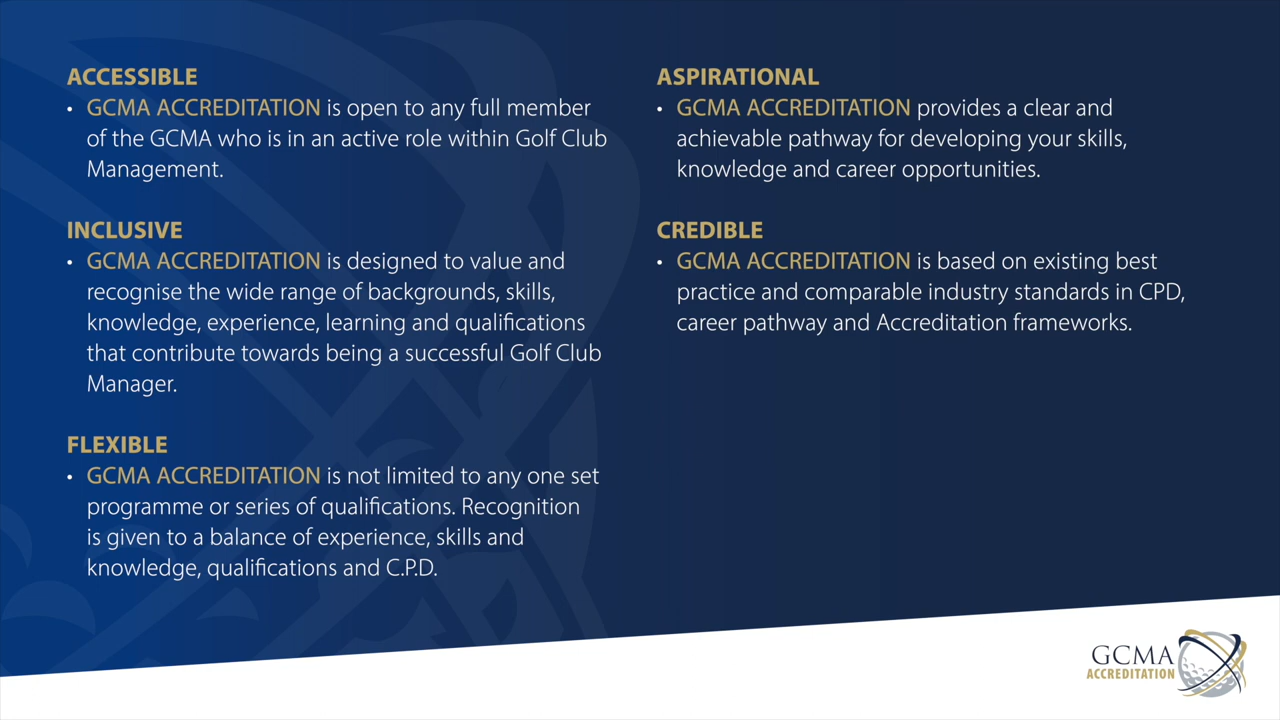 ACCESSIBLE
• GCMA ACCREDITATION is open to any full member
of the GCMA who is in an active role within Golf Club
Management.
INCLUSIVE
• GCMA ACCREDITATION is designed to value and
recognise the wide range of backgrounds, skills,
knowledge, experience, learning and qualifications
that contribute towards being a successful Golf Club
Manager.
FLEXIBLE
• GCMA ACCREDITATION is not limited to any one set
programme or series of qualifications. Recognition
is given to a balance of experience, skills and
knowledge, qualifications and C.P.D.
ASPIRATIONAL
• GCMA ACCREDITATION provides a clear and
achievable pathway for developing your skills,
knowledge and career opportunities.
CREDIBLE
• GCMA ACCREDITATION is based on existing best
practice and comparable industry standards in CPD,
career pathway and Accreditation frameworks.
GCMA
ACCREDITATION